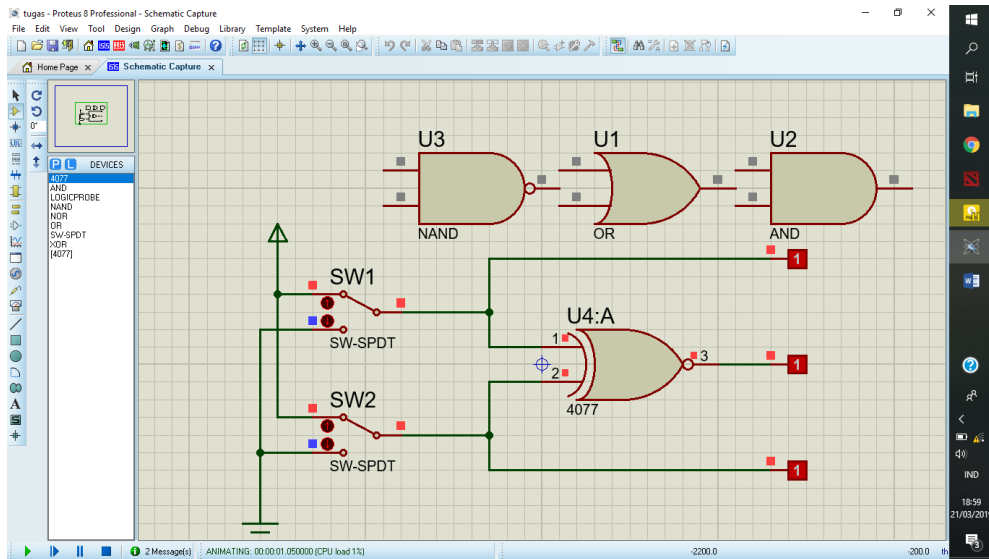 tugas - Proteus 8 Professional - Schematic Capture
File Edit View Tool Design Graph Debug Library Template System Help
Home Page x Schematic Capture x
0°
P L DEVICES
4077
AND
LOGICPROBE
NAND
NOR
OR
SW-SPDT
XOR
[4077]
U3 U1 U2
NAND OR AND
1
SW1
SW-SPDT
U4:A
1
2
3
1
4077
SW2
SW-SPDT
1
2 Message(s) ANIMATING: 00:00:01.050000 (CPU load 1%) -2200.0 -200.0 th
IND
18:59
21/03/201
3